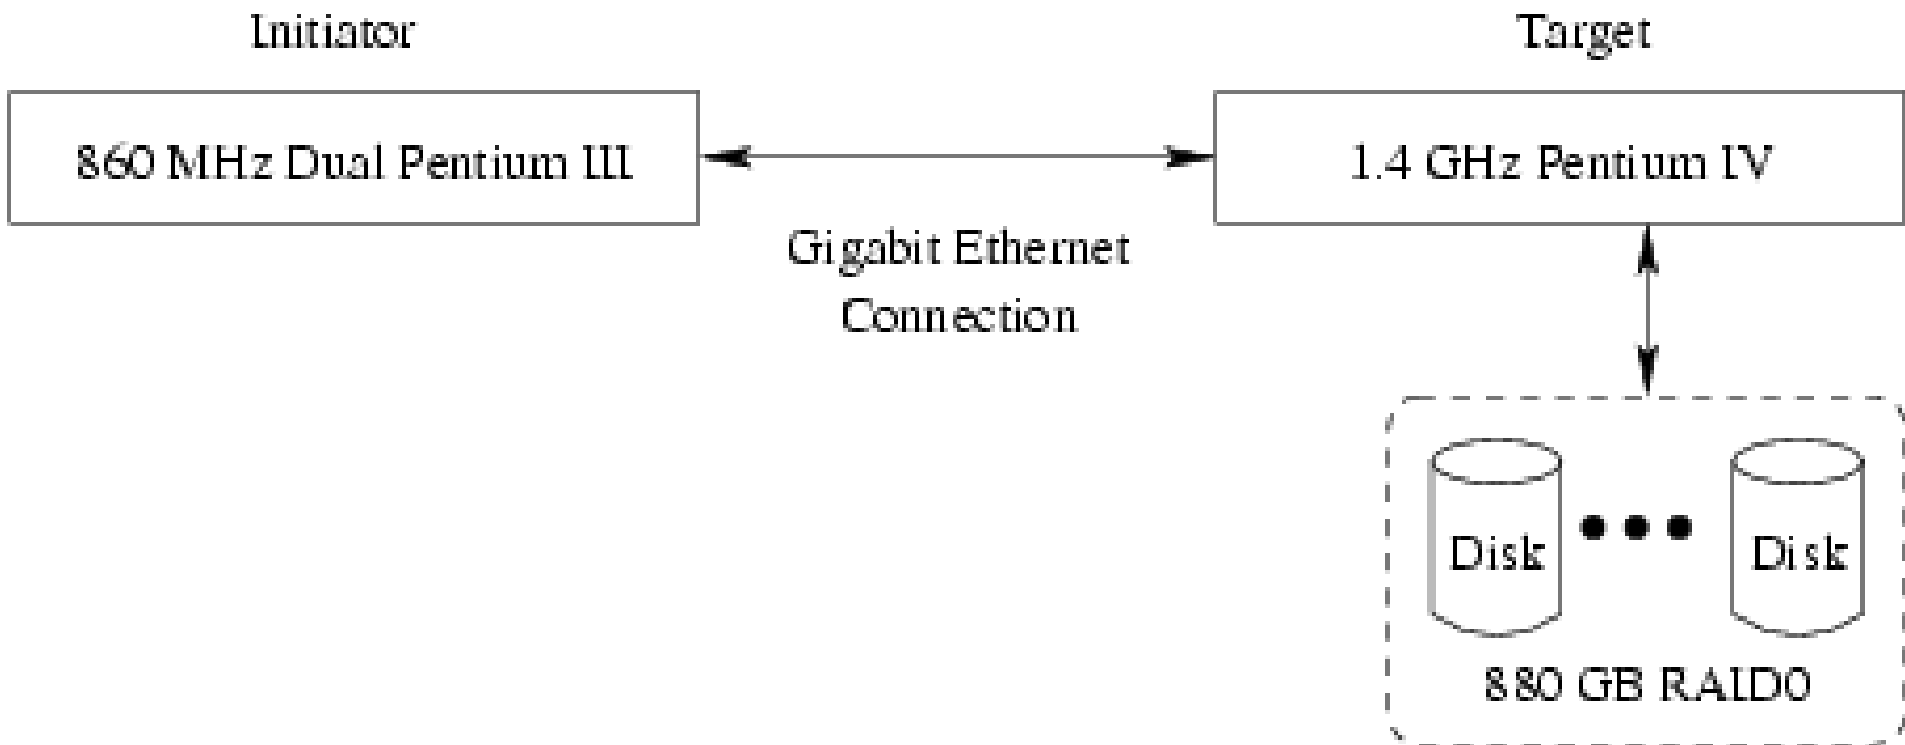 Initiator
Target
860 MHz Dual Pentium III
1.4 GHz Pentium IV
Gigabit Ethernet
Connection
Disk
Disk
880 GB RAID0